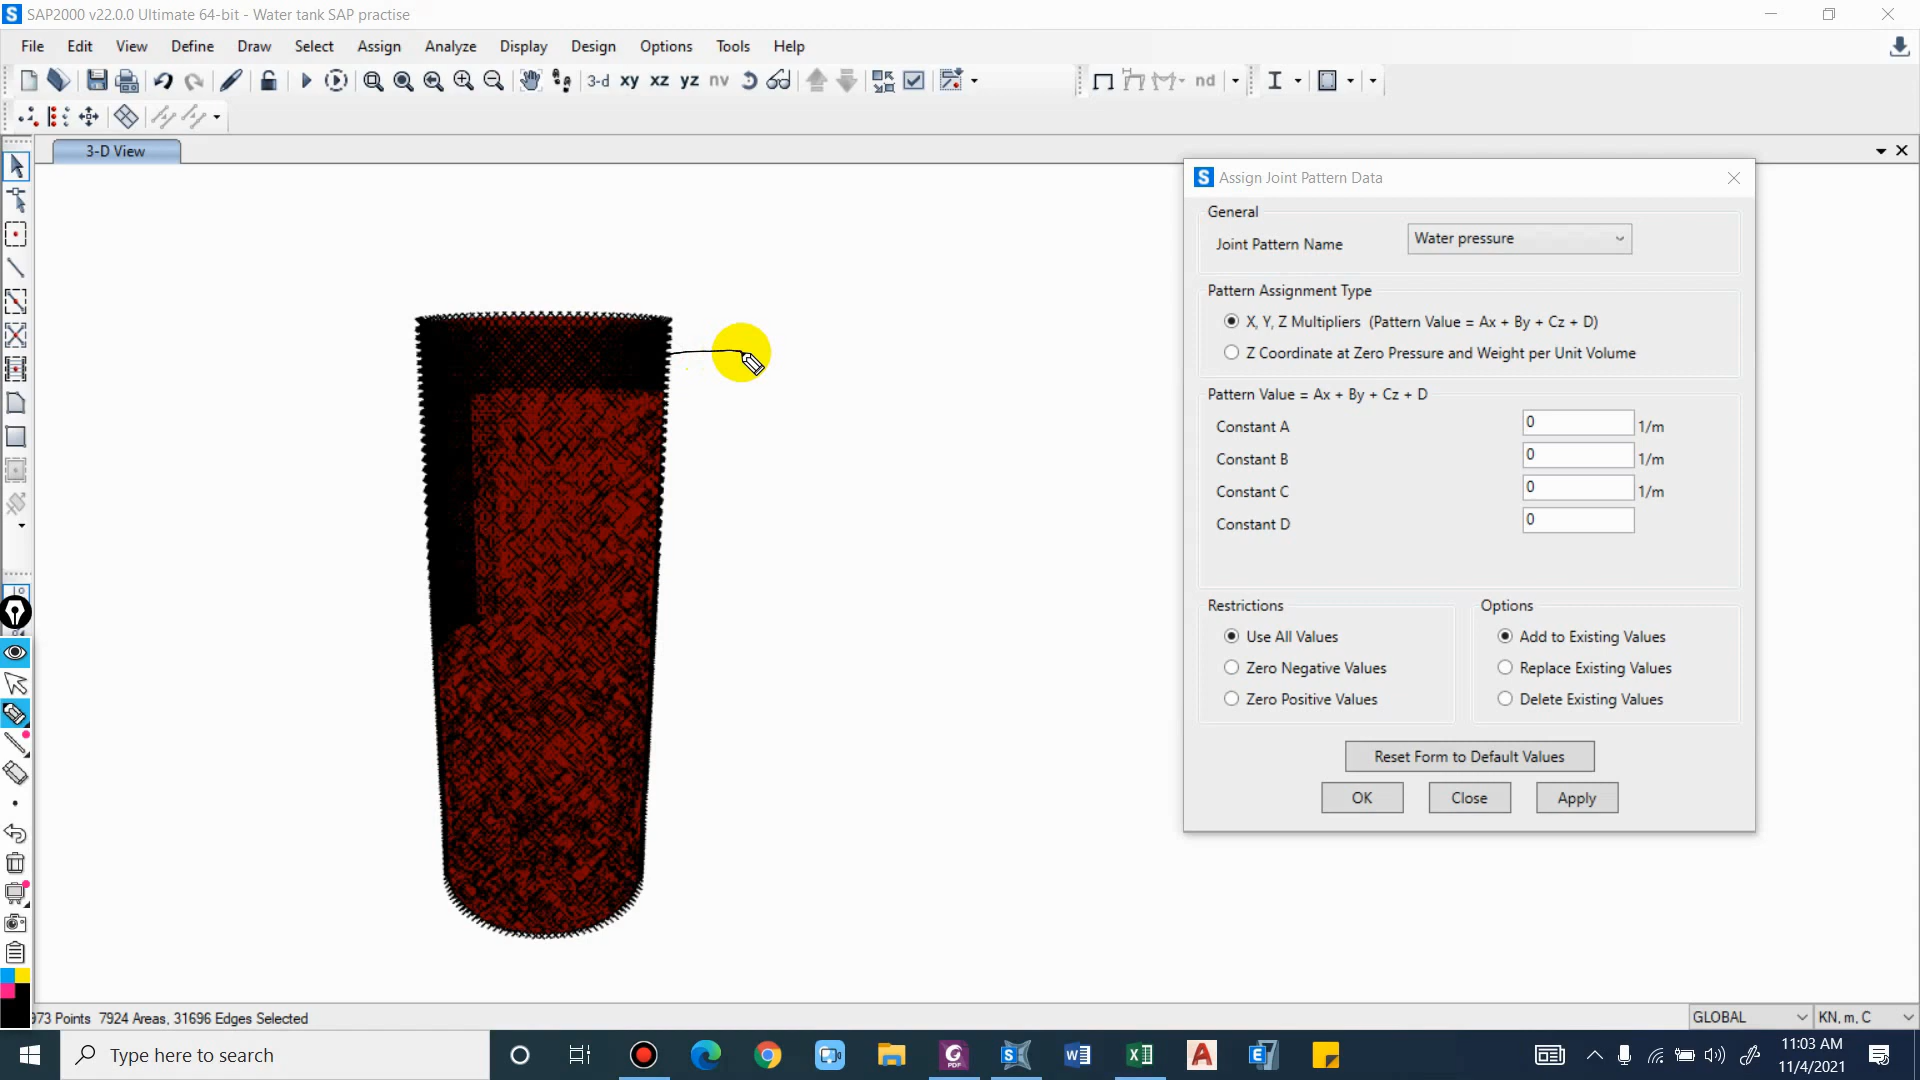 SAP2000 v22.0.0 Ultimate 64-bit - Water tank SAP practise
File Edit View Define Draw Select Assign Analyze Display Design Options Tools Help
3-d xy xz yz nv nd
3-D View
Assign Joint Pattern Data
General
Joint Pattern Name Water pressure
Pattern Assignment Type
X, Y, Z Multipliers (Pattern Value = Ax + By + Cz + D)
Z Coordinate at Zero Pressure and Weight per Unit Volume
Pattern Value = Ax + By + Cz + D
Constant A 0 1/m
Constant B 0 1/m
Constant C 0 1/m
Constant D 0
Restrictions Options
Use All Values Add to Existing Values
Zero Negative Values Replace Existing Values
Zero Positive Values Delete Existing Values
Reset Form to Default Values
OK Close Apply
973 Points 7924 Areas, 31696 Edges Selected
GLOBAL KN, m, C
Type here to search
11:03 AM
11/4/2021